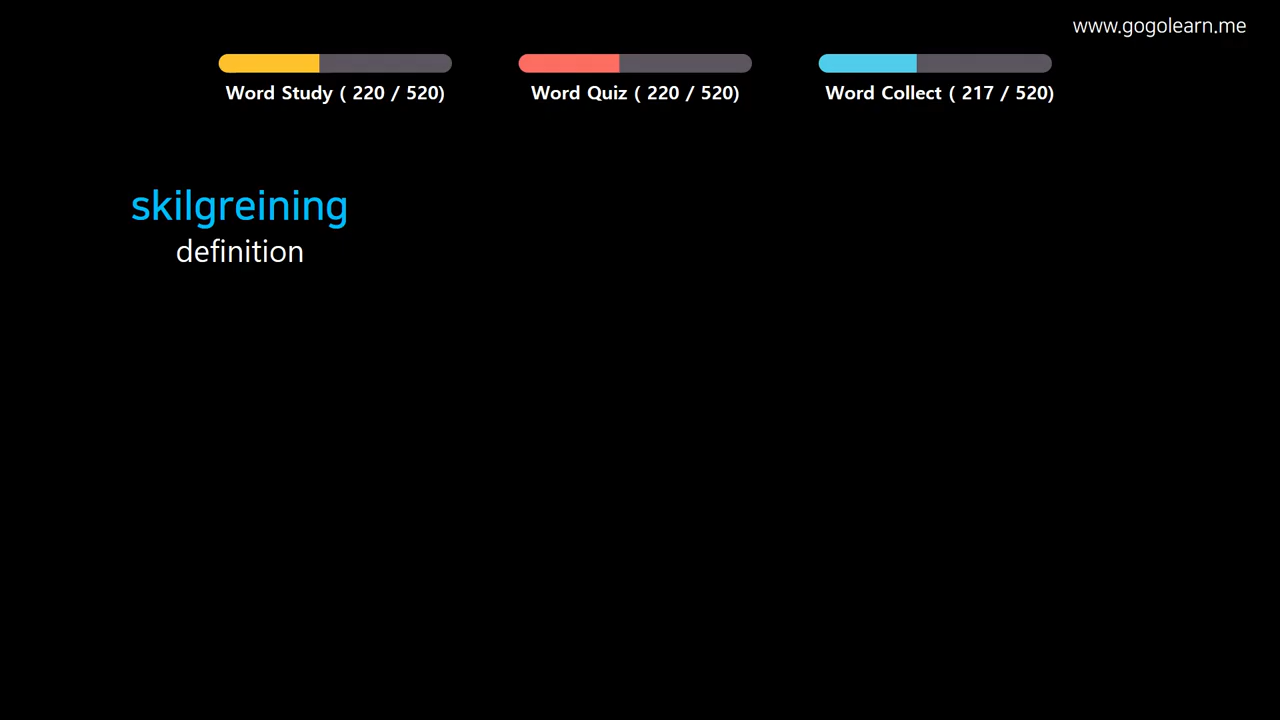 www.gogolearn.me
Word Study ( 220 / 520)
Word Quiz ( 220 / 520)
Word Collect ( 217 / 520)
skilgreining
definition